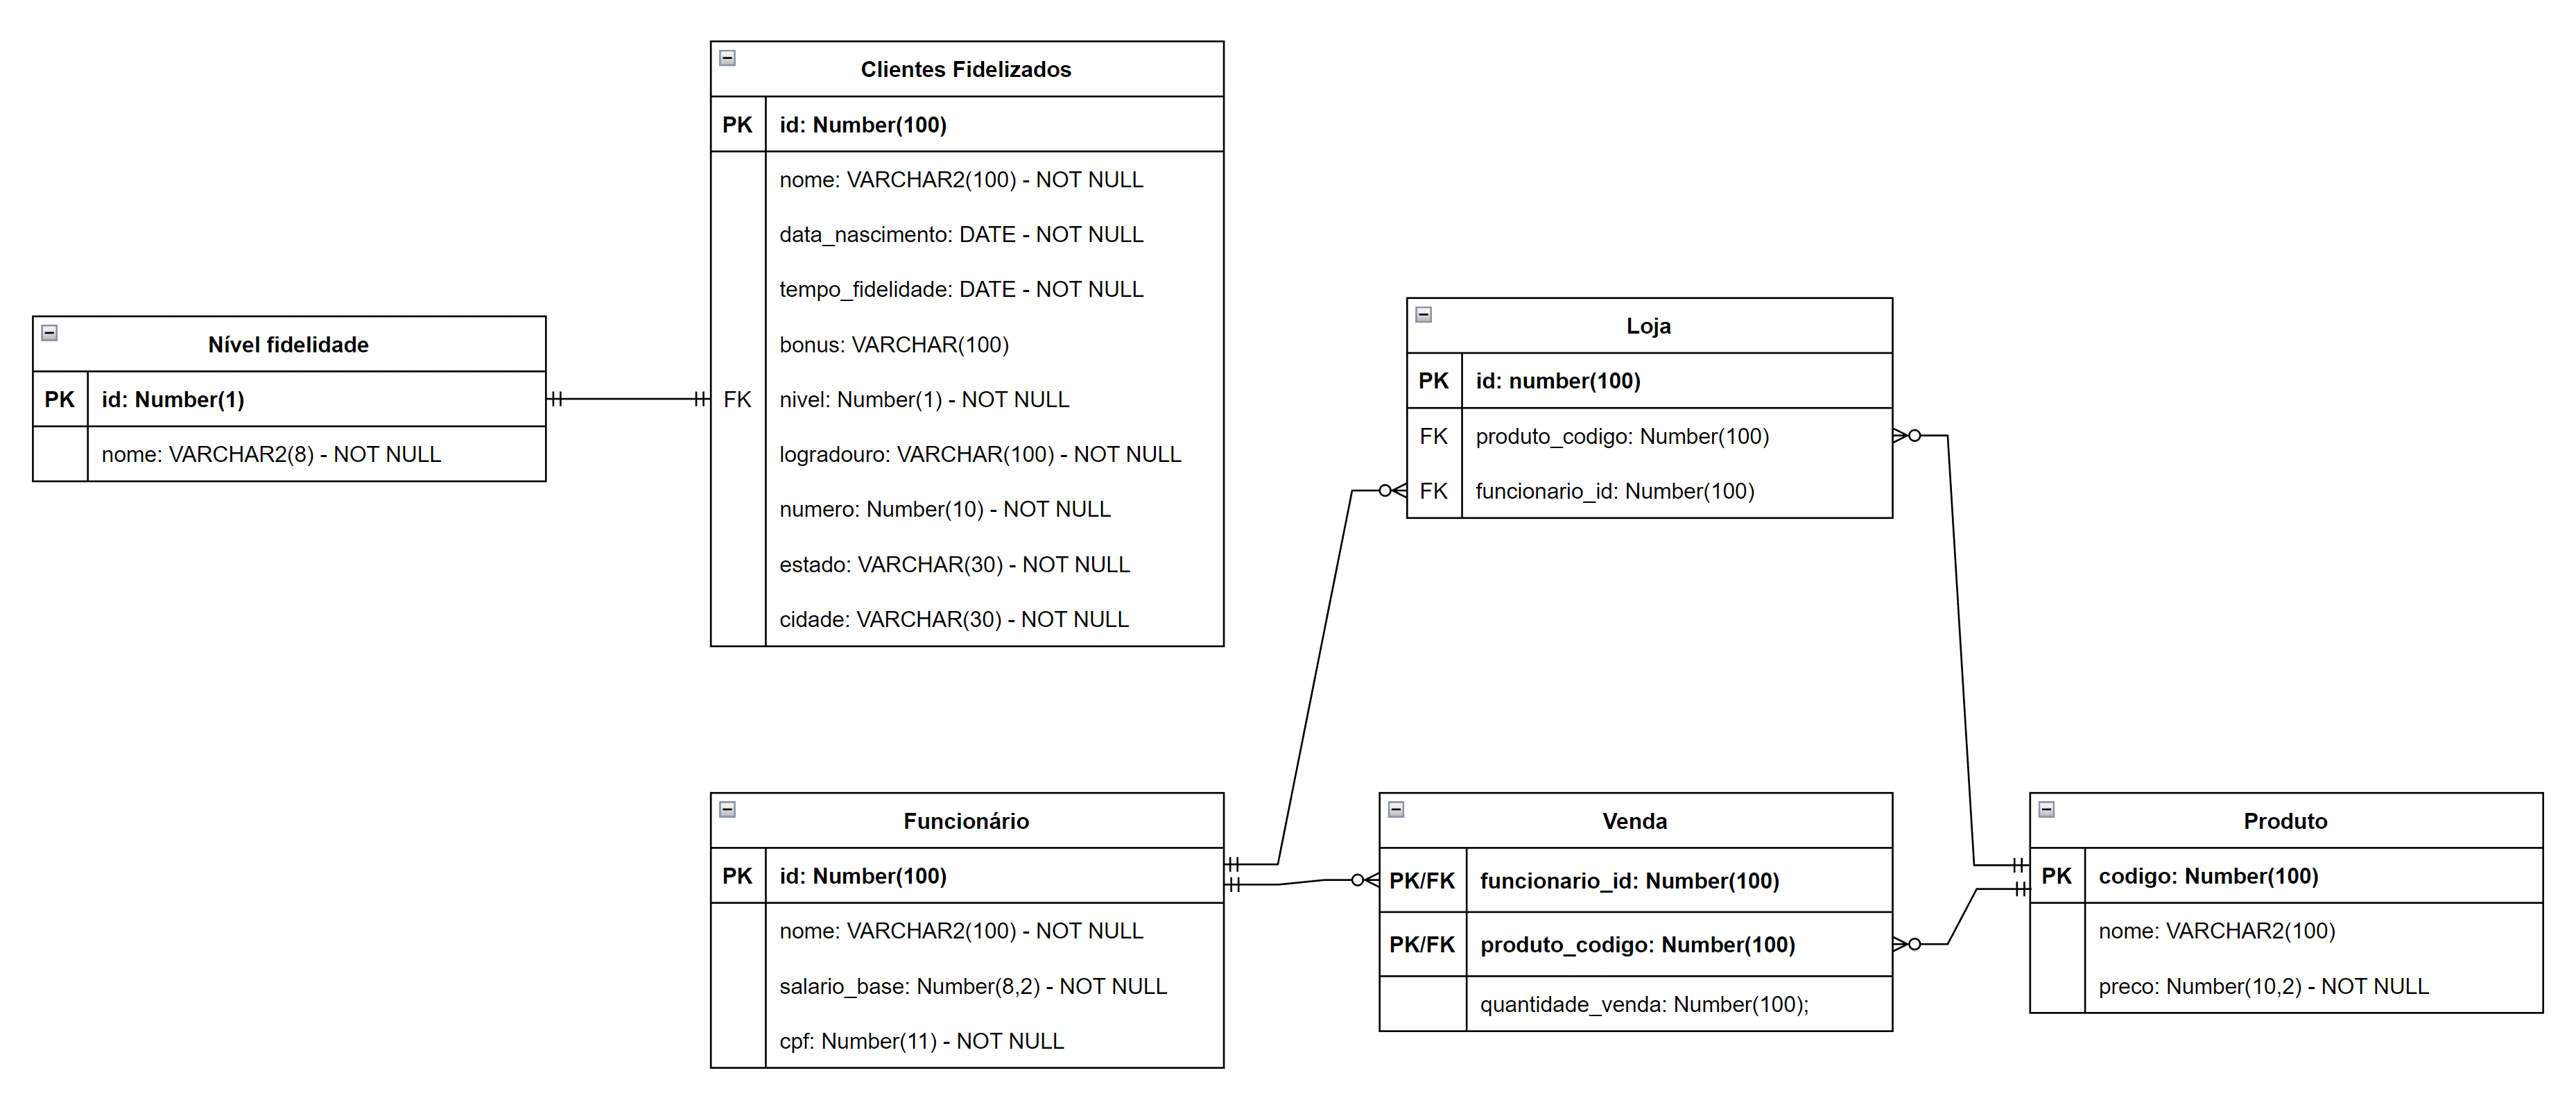 Clientes Fidelizados
PK id: Number(100)
nome: VARCHAR2(100) - NOT NULL
data_nascimento: DATE - NOT NULL
tempo_fidelidade: DATE - NOT NULL
bonus: VARCHAR(100)
FK nivel: Number(1) - NOT NULL
logradouro: VARCHAR(100) - NOT NULL
numero: Number(10) - NOT NULL
estado: VARCHAR(30) - NOT NULL
cidade: VARCHAR(30) - NOT NULL
Nível fidelidade
PK id: Number(1)
nome: VARCHAR2(8) - NOT NULL
Loja
PK id: number(100)
FK produto_codigo: Number(100)
FK funcionario_id: Number(100)
Funcionário
PK id: Number(100)
nome: VARCHAR2(100) - NOT NULL
salario_base: Number(8,2) - NOT NULL
cpf: Number(11) - NOT NULL
Venda
PK/FK funcionario_id: Number(100)
PK/FK produto_codigo: Number(100)
quantidade_venda: Number(100);
Produto
PK codigo: Number(100)
nome: VARCHAR2(100)
preco: Number(10,2) - NOT NULL